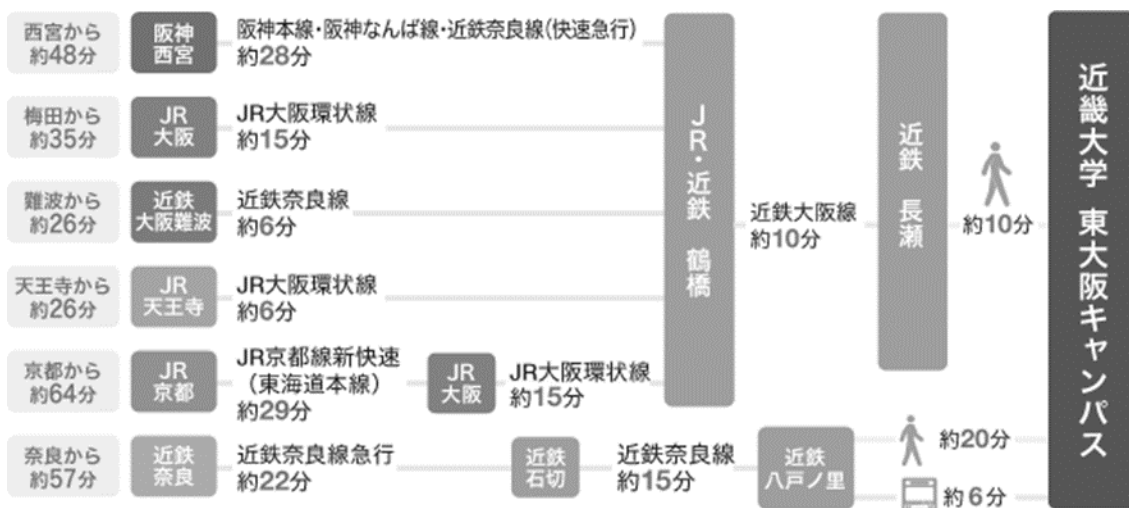 西宮から
約48分
阪神
西宮
阪神本線・阪神なんば線・近鉄奈良線(快速急行)
約28分
梅田から
約35分
JR
大阪
JR大阪環状線
約15分
難波から
約26分
近鉄
大阪難波
近鉄奈良線
約6分
天王寺から
約26分
JR
天王寺
JR大阪環状線
約6分
京都から
約64分
JR
京都
JR京都線新快速
(東海道本線)
約29分
JR
大阪
JR大阪環状線
約15分
JR・近鉄 鶴橋
近鉄大阪線
約10分
近鉄 長瀬
約10分
奈良から
約57分
近鉄
奈良
近鉄奈良線急行
約22分
近鉄
石切
近鉄奈良線
約15分
近鉄
八戸ノ里
約20分
約6分
近畿大学 東大阪キャンパス